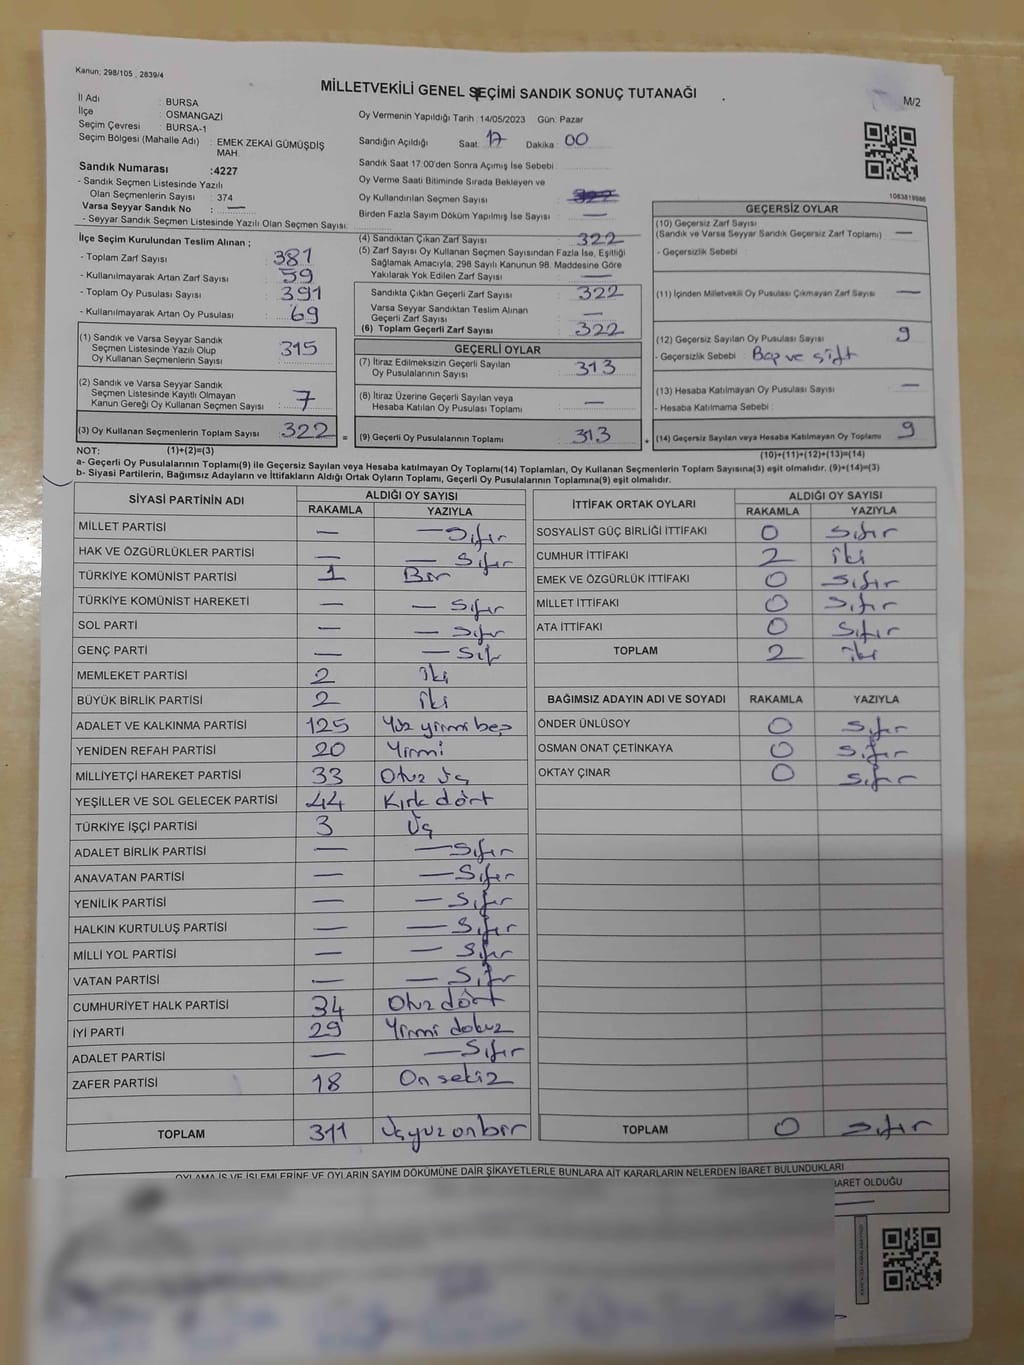 Kanun; 298/105 , 2839/4
MİLLETVEKİLİ GENEL SEÇİMİ SANDIK SONUÇ TUTANAĞI
M/2
İl Adı : BURSA
İlçe : OSMANGAZİ
Seçim Çevresi : BURSA-1
Seçim Bölgesi (Mahalle Adı) : EMEK ZEKAİ GÜMÜŞDİŞ
MAH.
Sandık Numarası :4227
- Sandık Seçmen Listesinde Yazılı
Olan Seçmenlerin Sayısı : 374
Varsa Seyyar Sandık No : —
- Seyyar Sandık Seçmen Listesinde Yazılı Olan Seçmen Sayısı:
Oy Vermenin Yapıldığı Tarih :14/05/2023 Gün: Pazar
Sandığın Açıldığı Saat: 17 Dakika: 00
Sandık Saat 17:00'den Sonra Açımış İse Sebebi :
Oy Verme Saati Bitiminde Sırada Bekleyen ve
Oy Kullandırılan Seçmen Sayısı :
Birden Fazla Sayım Döküm Yapılmış İse Sayısı : —
1083819986
İlçe Seçim Kurulundan Teslim Alınan ;
- Toplam Zarf Sayısı : 381
- Kullanılmayarak Artan Zarf Sayısı : 59
- Toplam Oy Pusulası Sayısı : 391
- Kullanılmayarak Artan Oy Pusulası : 69
(1) Sandık ve Varsa Seyyar Sandık
Seçmen Listesinde Yazılı Olup
Oy Kullanan Seçmenlerin Sayısı : 315
(2) Sandık ve Varsa Seyyar Sandık
Seçmen Listesinde Kayıtlı Olmayan
Kanun Gereği Oy Kullanan Seçmen Sayısı : 7
(3) Oy Kullanan Seçmenlerin Toplam Sayısı : 322 =
(4) Sandıktan Çıkan Zarf Sayısı : 322
(5) Zarf Sayısı Oy Kullanan Seçmen Sayısından Fazla İse, Eşitliği
Sağlamak Amacıyla, 298 Sayılı Kanunun 98. Maddesine Göre
Yakılarak Yok Edilen Zarf Sayısı : —
Sandıkta Çıkan Geçerli Zarf Sayısı : 322
Varsa Seyyar Sandıktan Teslim Alınan
Geçerli Zarf Sayısı : —
(6) Toplam Geçerli Zarf Sayısı : 322
GEÇERLİ OYLAR
(7) İtiraz Edilmeksizin Geçerli Sayılan
Oy Pusulalarının Sayısı : 313
(8) İtiraz Üzerine Geçerli Sayılan veya
Hesaba Katılan Oy Pusulası Toplamı : —
(9) Geçerli Oy Pusulalarının Toplamı : 313 +
GEÇERSİZ OYLAR
(10) Geçersiz Zarf Sayısı
(Sandık ve Varsa Seyyar Sandık Geçersiz Zarf Toplamı) : —
- Geçersizlik Sebebi :
(11) İçinden Milletvekili Oy Pusulası Çıkmayan Zarf Sayısı : —
(12) Geçersiz Sayılan Oy Pusulası Sayısı : 9
- Geçersizlik Sebebi :
(13) Hesaba Katılmayan Oy Pusulası Sayısı : —
- Hesaba Katılmama Sebebi :
(14) Geçersiz Sayılan veya Hesaba Katılmayan Oy Toplamı : 9
NOT: (1)+(2)=(3) (10)+(11)+(12)+(13)=(14)
a- Geçerli Oy Pusulalarının Toplamı(9) ile Geçersiz Sayılan veya Hesaba katılmayan Oy Toplamı(14) Toplamları, Oy Kullanan Seçmenlerin Toplam Sayısına(3) eşit olmalıdır. (9)+(14)=(3)
b- Siyasi Partilerin, Bağımsız Adayların ve İttifakların Aldığı Ortak Oyların Toplamı, Geçerli Oy Pusulalarının Toplamına(9) eşit olmalıdır.
SİYASİ PARTİNİN ADI ALDIĞI OY SAYISI
RAKAMLA YAZIYLA
MİLLET PARTİSİ — — Sıfır
HAK VE ÖZGÜRLÜKLER PARTİSİ — — Sıfır
TÜRKİYE KOMÜNİST PARTİSİ 1 Bir
TÜRKİYE KOMÜNİST HAREKETİ — — Sıfır
SOL PARTİ — — Sıfır
GENÇ PARTİ — — Sıf
MEMLEKET PARTİSİ 2 iki
BÜYÜK BİRLİK PARTİSİ 2 iki
ADALET VE KALKINMA PARTİSİ 125 Yüz yirmi beş
YENİDEN REFAH PARTİSİ 20 Yirmi
MİLLİYETÇİ HAREKET PARTİSİ 33 Otuz üç
YEŞİLLER VE SOL GELECEK PARTİSİ 44 Kırk dört
TÜRKİYE İŞÇİ PARTİSİ 3 Üç
ADALET BİRLİK PARTİSİ — — Sıfır
ANAVATAN PARTİSİ — — Sıfır
YENİLİK PARTİSİ — — Sıfır
HALKIN KURTULUŞ PARTİSİ — — Sıfır
MİLLİ YOL PARTİSİ — — Sıfır
VATAN PARTİSİ — — Sıfır
CUMHURİYET HALK PARTİSİ 34 Otuz dört
İYİ PARTİ 29 Yirmi dokuz
ADALET PARTİSİ — — Sıfır
ZAFER PARTİSİ 18 On sekiz
TOPLAM 311 Üçyüz on bir
İTTİFAK ORTAK OYLARI ALDIĞI OY SAYISI
RAKAMLA YAZIYLA
SOSYALİST GÜÇ BİRLİĞİ İTTİFAKI 0 Sıfır
CUMHUR İTTİFAKI 2 iki
EMEK VE ÖZGÜRLÜK İTTİFAKI 0 Sıfır
MİLLET İTTİFAKI 0 Sıfır
ATA İTTİFAKI 0 Sıfır
TOPLAM 2 iki
BAĞIMSIZ ADAYIN ADI VE SOYADI RAKAMLA YAZIYLA
ÖNDER ÜNLÜSOY 0 Sıfır
OSMAN ONAT ÇETİNKAYA 0 Sıfır
OKTAY ÇINAR 0 Sıfır
TOPLAM 0 Sıfır
OYLAMA İŞ VE İŞLEMLERİNE VE OYLARIN SAYIM DÖKÜMÜNE DAİR ŞİKAYETLERLE BUNLARA AİT KARARLARIN NELERDEN İBARET BULUNDUKLARI
BARET OLDUĞU